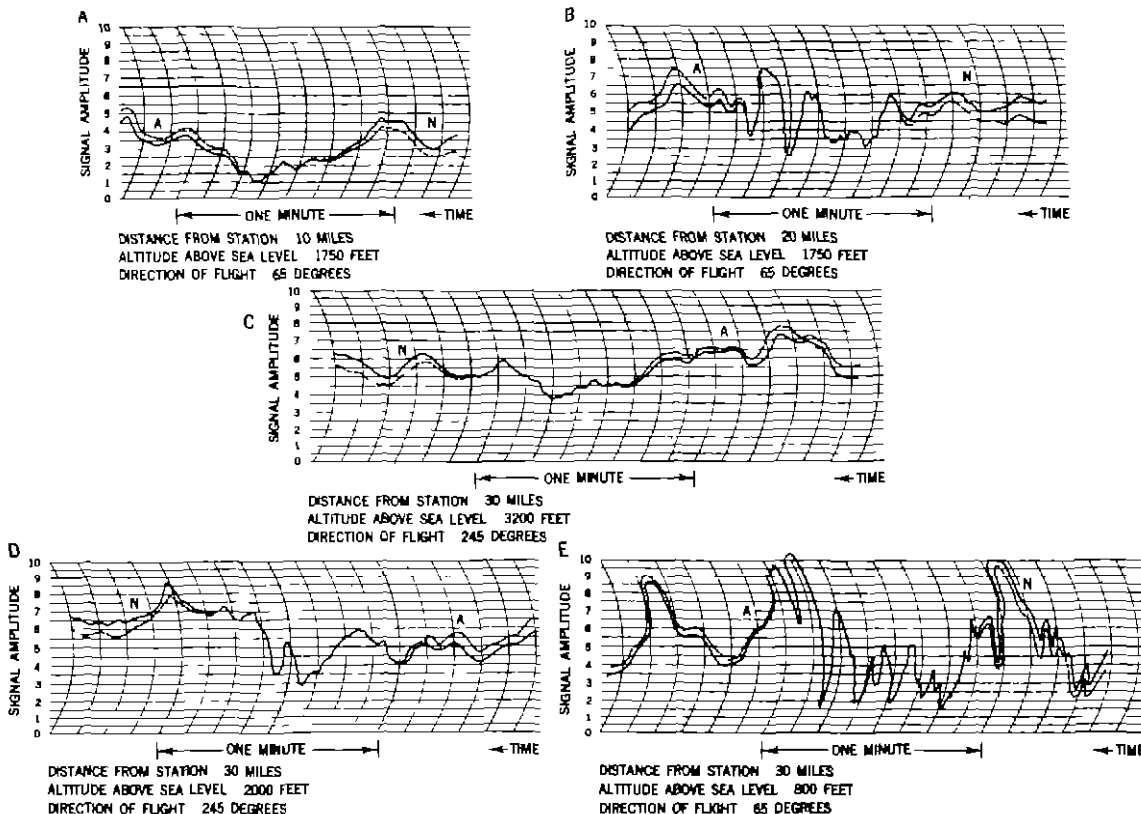 A
SIGNAL AMPLITUDE
10
9
8
7
6
5
4
3
2
1
0
A
N
ONE MINUTE
TIME
DISTANCE FROM STATION 10 MILES
ALTITUDE ABOVE SEA LEVEL 1750 FEET
DIRECTION OF FLIGHT 65 DEGREES
B
SIGNAL AMPLITUDE
10
9
8
7
6
5
4
3
2
1
0
A
N
ONE MINUTE
TIME
DISTANCE FROM STATION 20 MILES
ALTITUDE ABOVE SEA LEVEL 1750 FEET
DIRECTION OF FLIGHT 65 DEGREES
C
SIGNAL AMPLITUDE
10
9
8
7
6
5
4
3
2
1
0
N
A
ONE MINUTE
TIME
DISTANCE FROM STATION 30 MILES
ALTITUDE ABOVE SEA LEVEL 3200 FEET
DIRECTION OF FLIGHT 245 DEGREES
D
SIGNAL AMPLITUDE
10
9
8
7
6
5
4
3
2
1
0
N
A
ONE MINUTE
TIME
DISTANCE FROM STATION 30 MILES
ALTITUDE ABOVE SEA LEVEL 2000 FEET
DIRECTION OF FLIGHT 245 DEGREES
E
SIGNAL AMPLITUDE
10
9
8
7
6
5
4
3
2
1
0
A
N
ONE MINUTE
TIME
DISTANCE FROM STATION 30 MILES
ALTITUDE ABOVE SEA LEVEL 800 FEET
DIRECTION OF FLIGHT 65 DEGREES